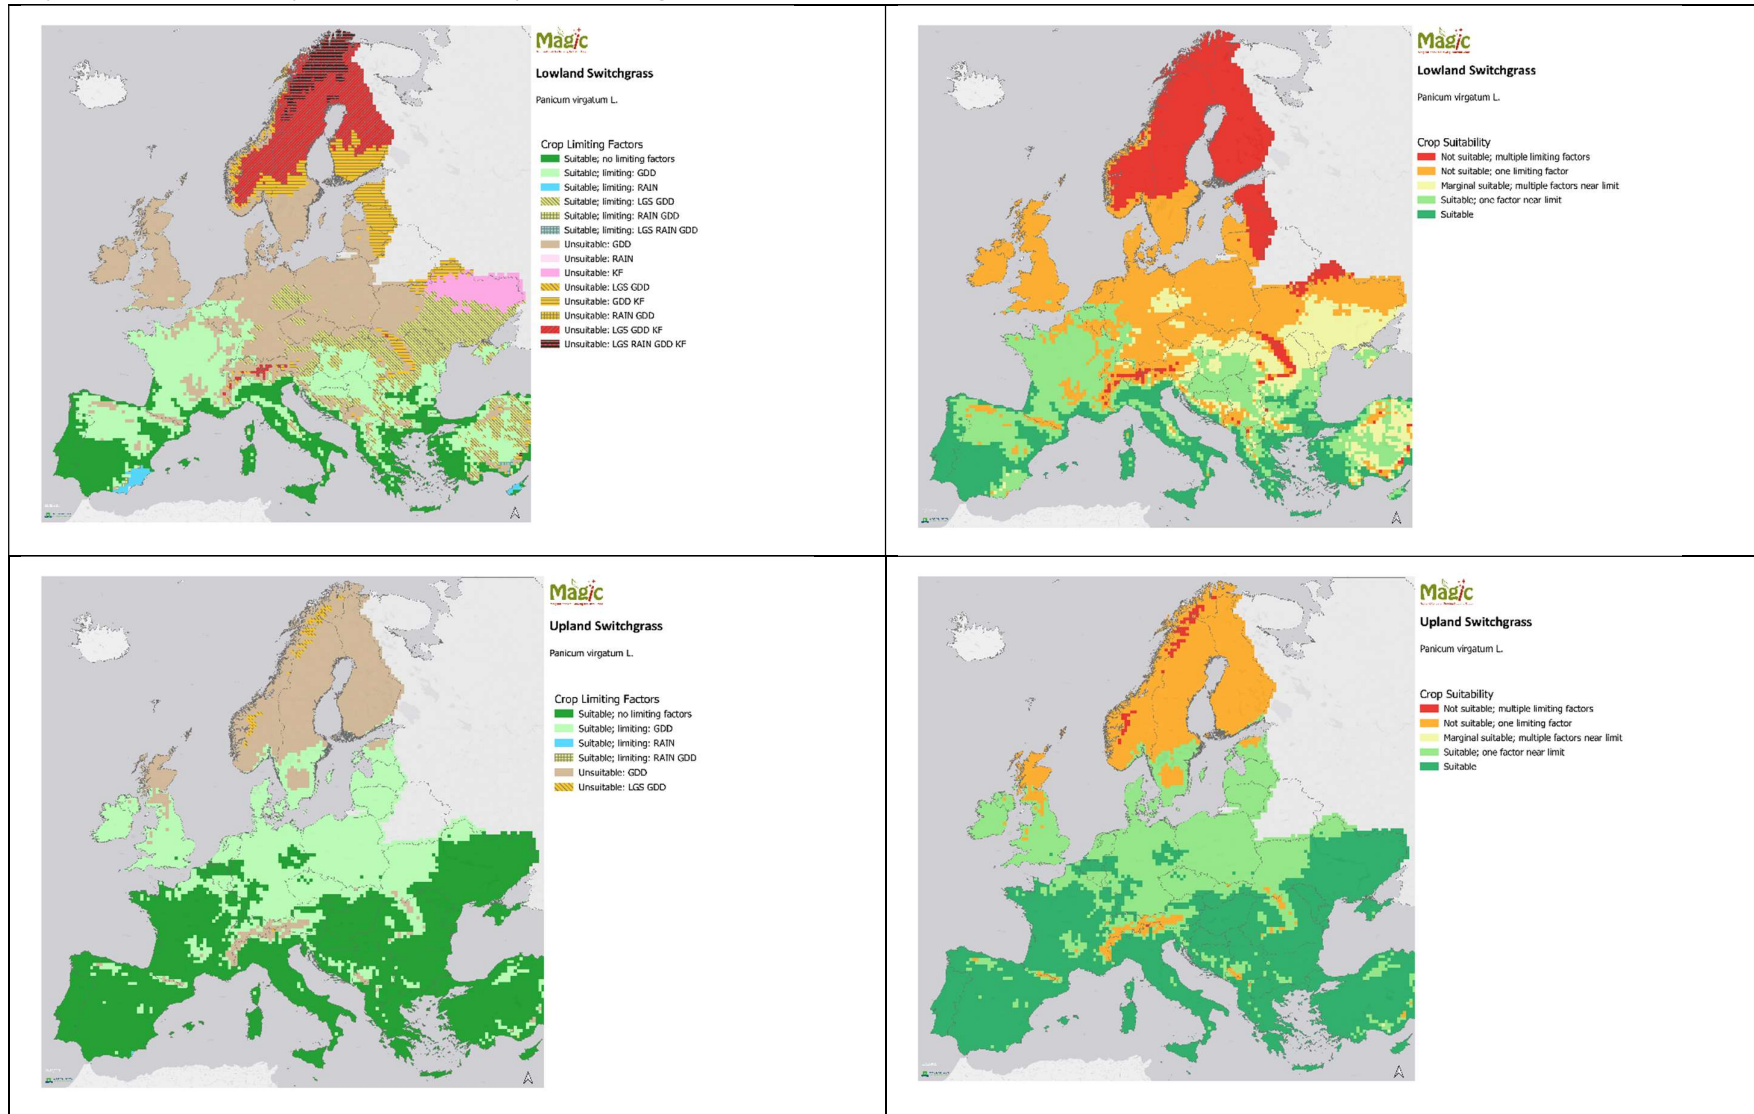 Magic
Lowland Switchgrass
Panicum virgatum L.
Crop Limiting Factors
Suitable; no limiting factors
Suitable; limiting: GDD
Suitable; limiting: RAIN
Suitable; limiting: LGS GDD
Suitable; limiting: RAIN GDD
Suitable; limiting: LGS RAIN GDD
Unsuitable: GDD
Unsuitable: RAIN
Unsuitable: KF
Unsuitable: LGS GDD
Unsuitable: GDD KF
Unsuitable: RAIN GDD
Unsuitable: LGS GDD KF
Unsuitable: LGS RAIN GDD KF
Magic
Lowland Switchgrass
Panicum virgatum L.
Crop Suitability
Not suitable; multiple limiting factors
Not suitable; one limiting factor
Marginal suitable; multiple factors near limit
Suitable; one factor near limit
Suitable
Magic
Upland Switchgrass
Panicum virgatum L.
Crop Limiting Factors
Suitable; no limiting factors
Suitable; limiting: GDD
Suitable; limiting: RAIN
Suitable; limiting: RAIN GDD
Unsuitable: GDD
Unsuitable: LGS GDD
Magic
Upland Switchgrass
Panicum virgatum L.
Crop Suitability
Not suitable; multiple limiting factors
Not suitable; one limiting factor
Marginal suitable; multiple factors near limit
Suitable; one factor near limit
Suitable